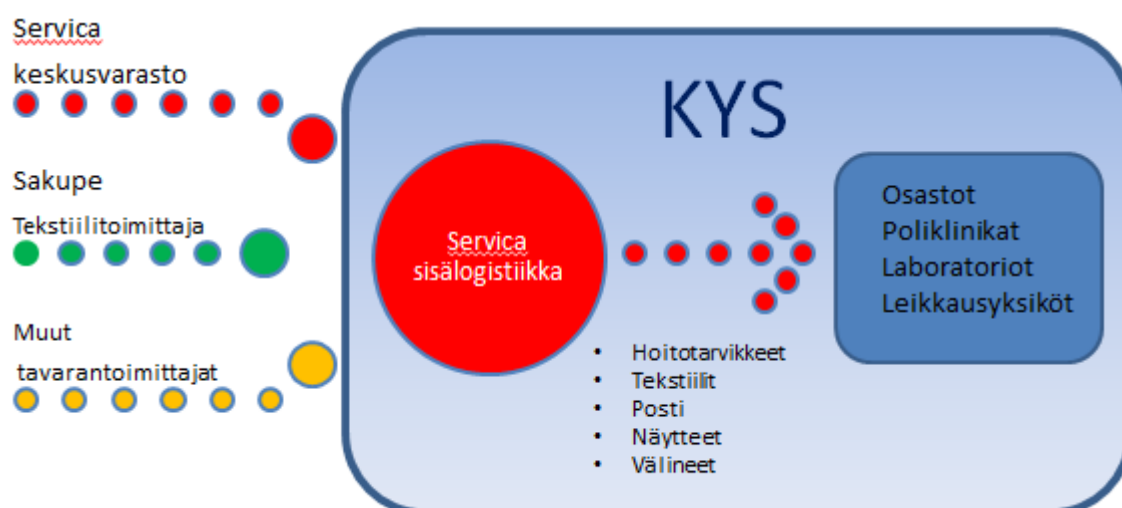 Servica
keskusvarasto
Sakupe
Tekstiilitoimittaja
Muut
tavarantoimittajat
KYS
Servica
sisälogistiikka
Osastot
Poliklinikat
Laboratoriot
Leikkausyksiköt
• Hoitotarvikkeet
• Tekstiilit
• Posti
• Näytteet
• Välineet